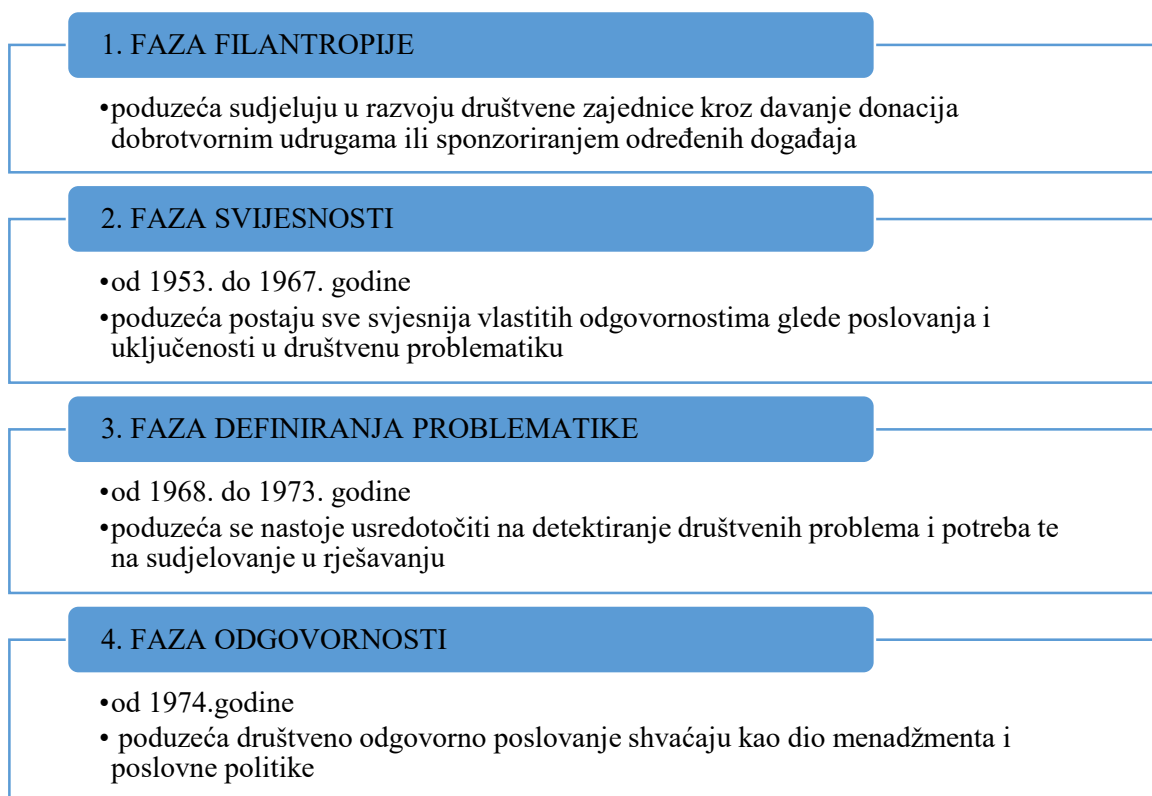 1. FAZA FILANTROPIJE
•poduzeća sudjeluju u razvoju društvene zajednice kroz davanje donacija
dobrotvornim udrugama ili sponzoriranjem određenih događaja
2. FAZA SVIJESNOSTI
•od 1953. do 1967. godine
•poduzeća postaju sve svjesnija vlastitih odgovornostima glede poslovanja i
uključenosti u društvenu problematiku
3. FAZA DEFINIRANJA PROBLEMATIKE
•od 1968. do 1973. godine
•poduzeća se nastoje usredotočiti na detektiranje društvenih problema i potreba te
na sudjelovanje u rješavanju
4. FAZA ODGOVORNOSTI
•od 1974.godine
• poduzeća društveno odgovorno poslovanje shvaćaju kao dio menadžmenta i
poslovne politike